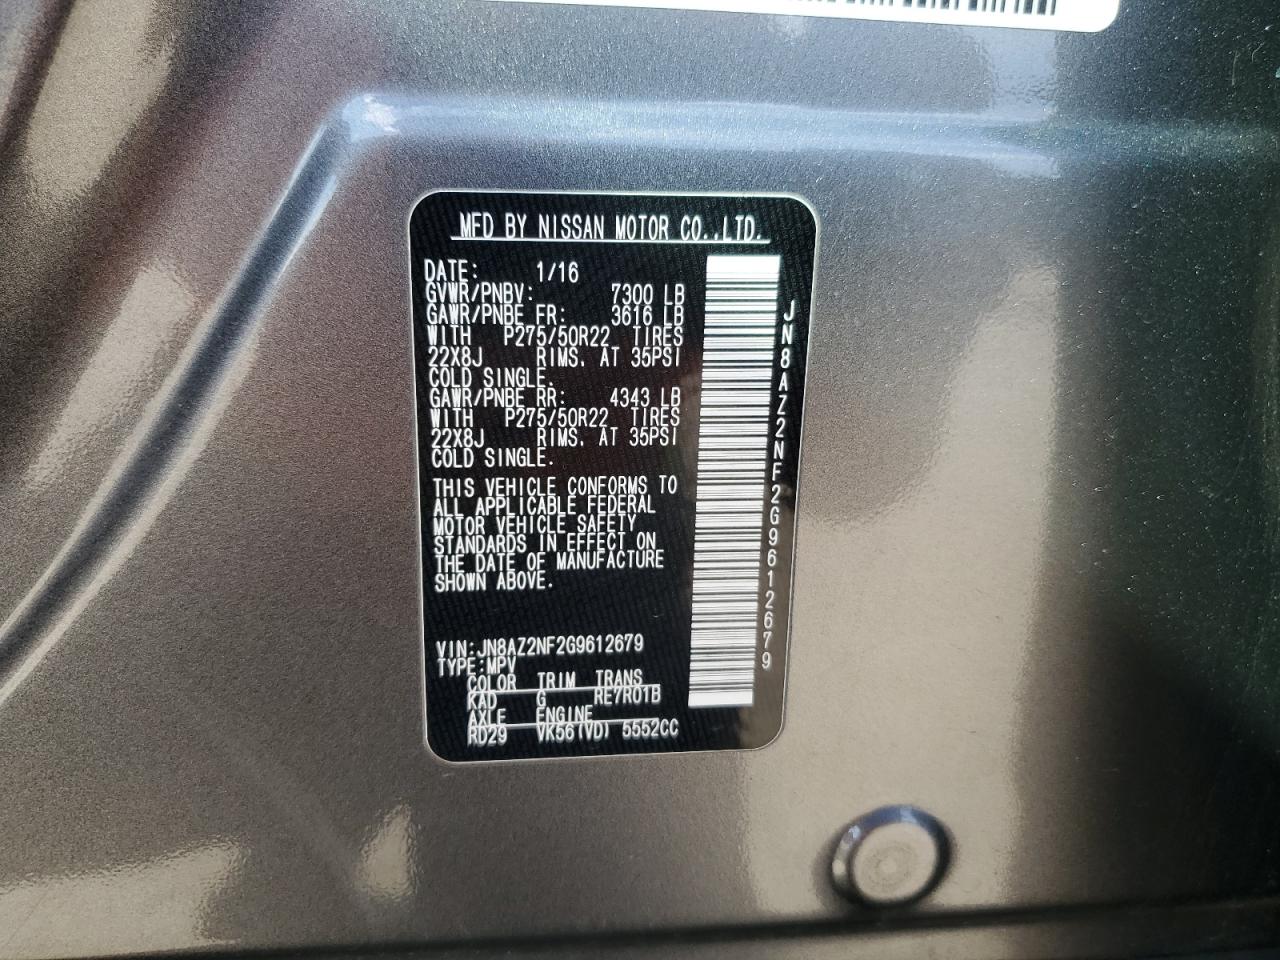 MFD BY NISSAN MOTOR CO.,LTD.
DATE: 1/16
GVWR/PNBV: 7300 LB
GAWR/PNBE FR: 3616 LB
WITH P275/50R22 TIRES
22X8J RIMS. AT 35PSI
COLD SINGLE.
GAWR/PNBE RR: 4343 LB
WITH P275/50R22 TIRES
22X8J RIMS. AT 35PSI
COLD SINGLE.
THIS VEHICLE CONFORMS TO
ALL APPLICABLE FEDERAL
MOTOR VEHICLE SAFETY
STANDARDS IN EFFECT ON
THE DATE OF MANUFACTURE
SHOWN ABOVE.
VIN:JN8AZ2NF2G9612679
TYPE:MPV
COLOR TRIM TRANS
KAD G RE7R01B
AXLE ENGINE
RD29 VK56(VD) 5552CC
JN8AZ2NF2G9612679